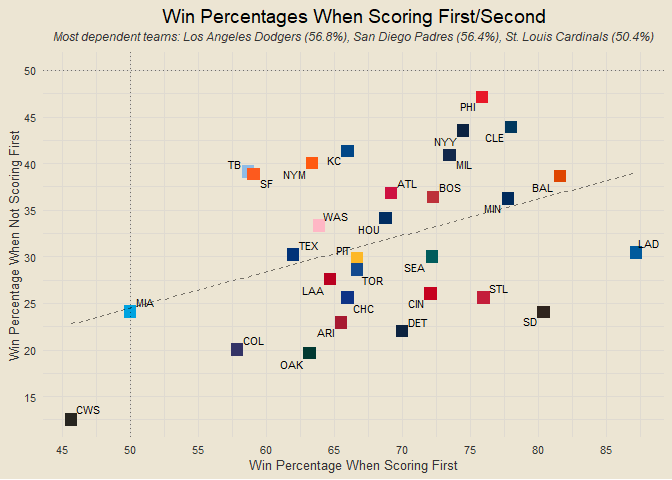 Win Percentages When Scoring First/Second
Most dependent teams: Los Angeles Dodgers (56.8%), San Diego Padres (56.4%), St. Louis Cardinals (50.4%)
Win Percentage When Not Scoring First
50
45
40
35
30
25
20
15
PHI
CLE
NYY
MIL
KC
NYM
TB
SF
BAL
ATL
BOS
MIN
WAS
HOU
LAD
TEX
PIT
SEA
TOR
LAA
STL
CIN
CHC
MIA
SD
ARI
DET
COL
OAK
CWS
45 50 55 60 65 70 75 80 85
Win Percentage When Scoring First